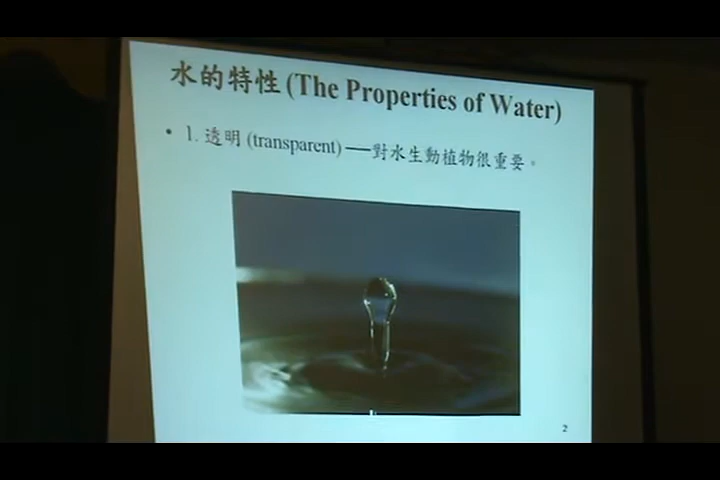 水的特性 (The Properties of Water)
• 1. 透明 (transparent) ──對水生動植物很重要。
2